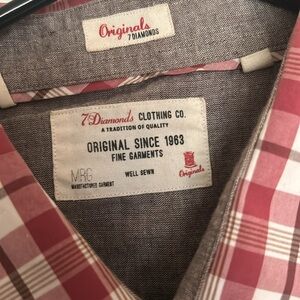 Originals
7 DIAMONDS
7Diamonds CLOTHING CO.
A TRADITION OF QUALITY
ORIGINAL SINCE 1963
FINE GARMENTS
MRG WELL SEWN
MANUFACTURED GARMENT
Originals